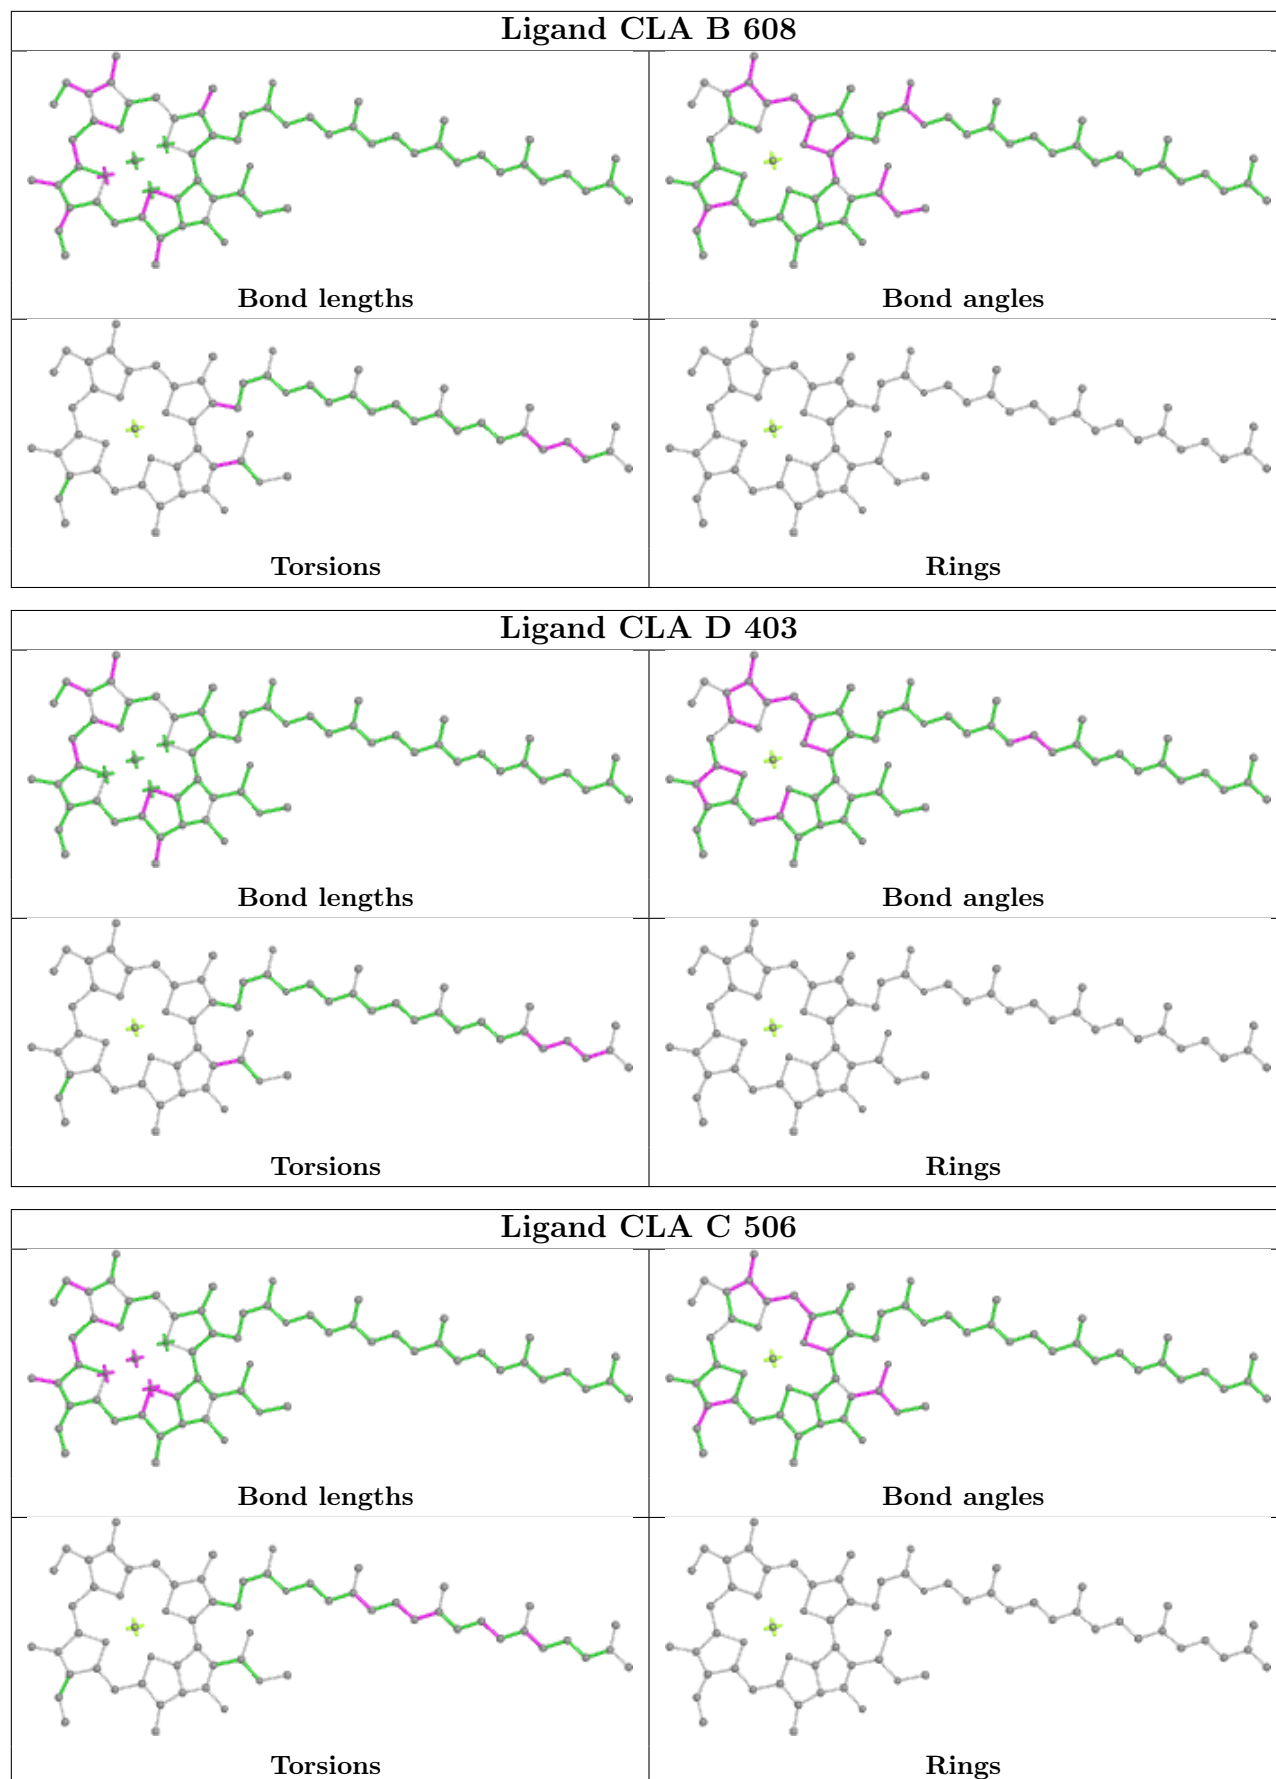 Ligand CLA B 608
Bond lengths
Bond angles
Torsions
Rings
Ligand CLA D 403
Bond lengths
Bond angles
Torsions
Rings
Ligand CLA C 506
Bond lengths
Bond angles
Torsions
Rings